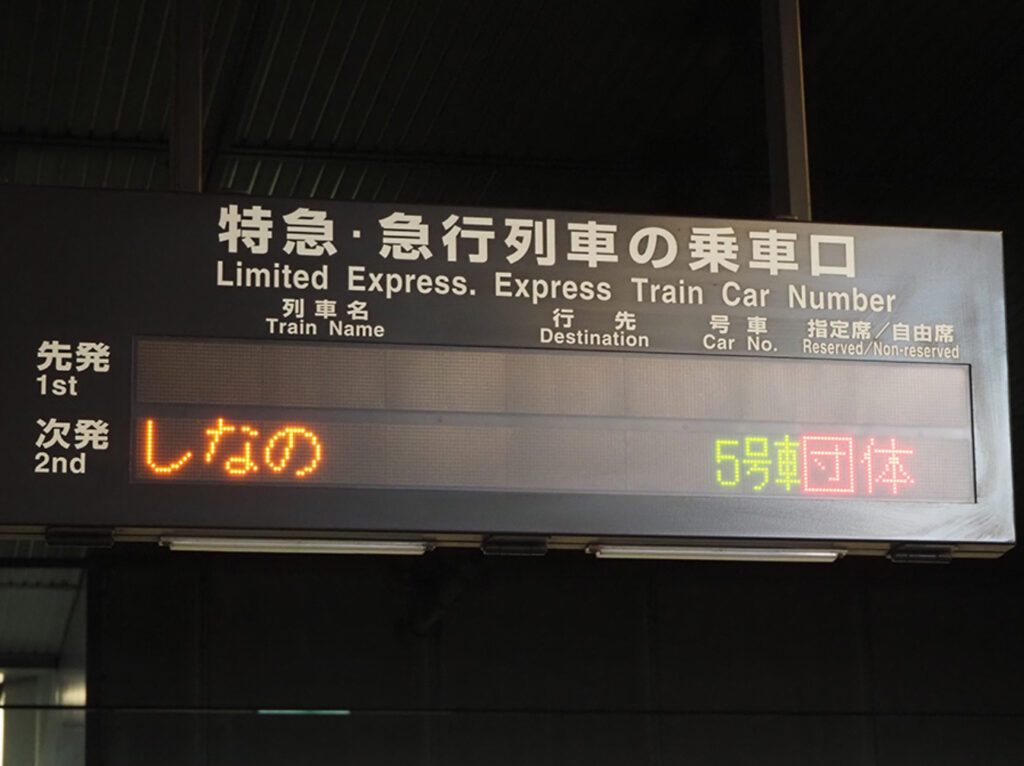 特急・急行列車の乗車口
Limited Express. Express Train Car Number
列車名 行先 号車 指定席／自由席
Train Name Destination Car No. Reserved/Non-reserved
先発
1st
次発 しなの 5号車団体
2nd